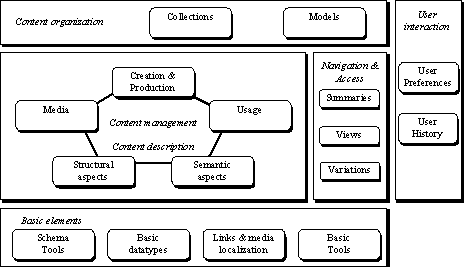 Content organization
Collections
Models
User
interaction
Creation &
Production
Media
Usage
Content management
Content description
Structural
aspects
Semantic
aspects
Navigation &
Access
Summaries
Views
Variations
User
Preferences
User
History
Basic elements
Schema
Tools
Basic
datatypes
Links & media
localization
Basic
Tools